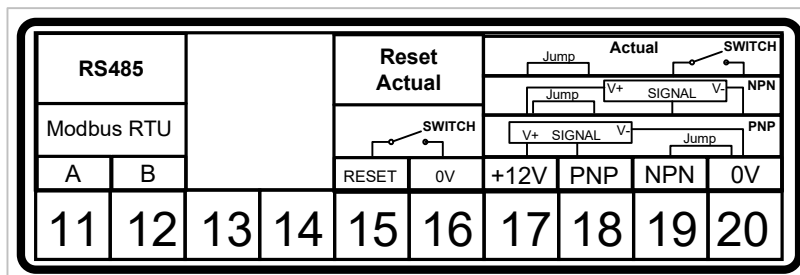 RS485
Modbus RTU
A B
Reset
Actual
SWITCH
RESET 0V
Actual SWITCH
Jump
NPN
V+ SIGNAL V-
Jump
PNP
V+ SIGNAL V-
Jump
+12V PNP NPN 0V
11 12 13 14 15 16 17 18 19 20